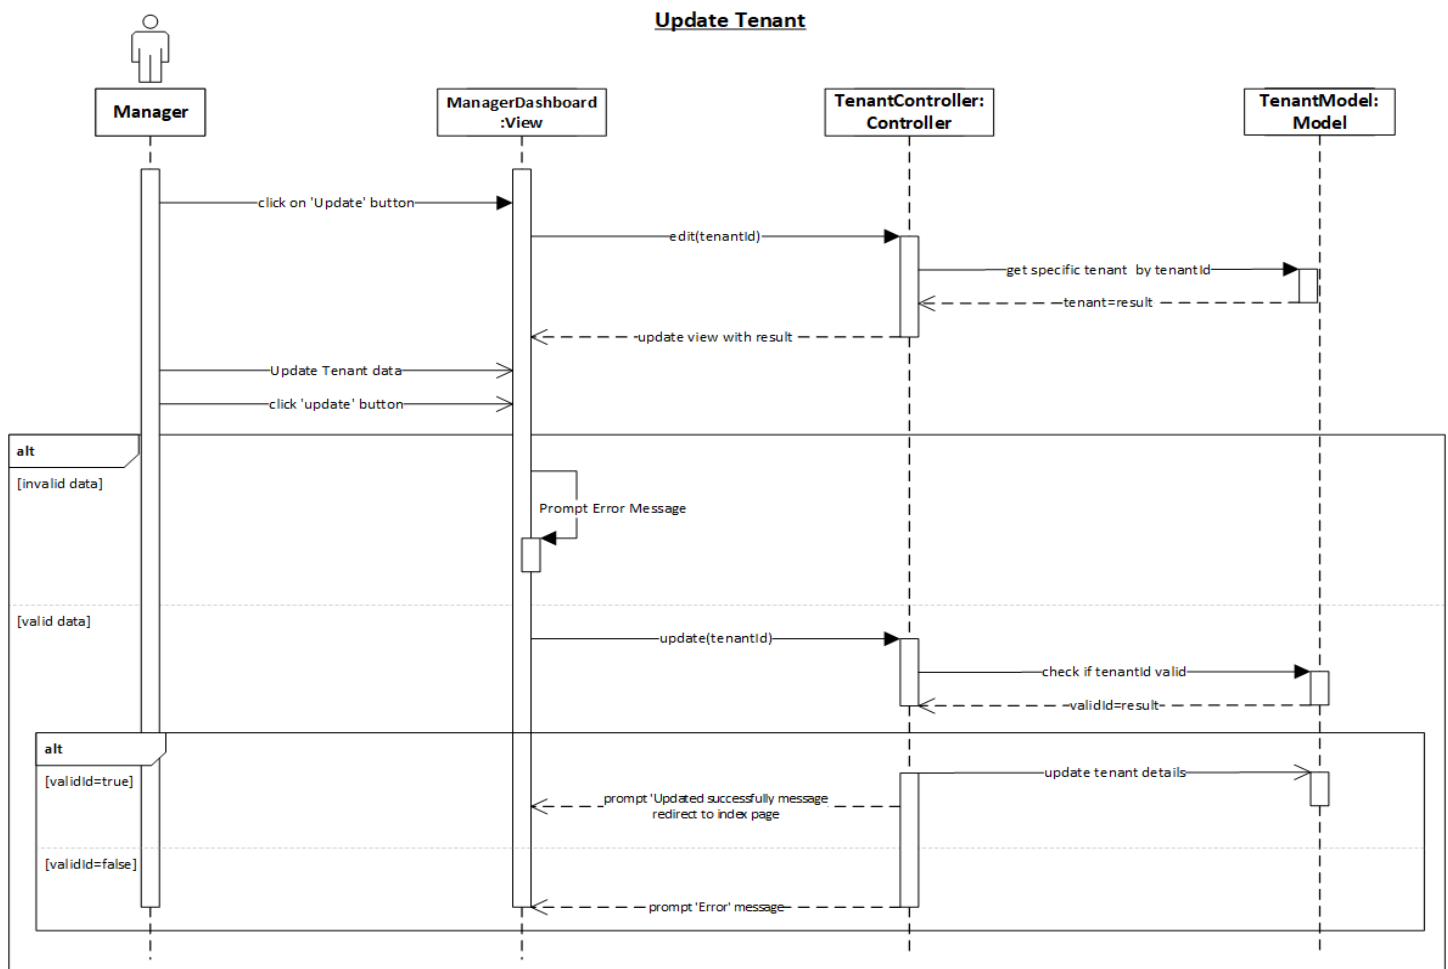 Update Tenant
Manager
ManagerDashboard
:View
TenantController:
Controller
TenantModel:
Model
click on 'Update' button
edit(tenantId)
get specific tenant  by tenantId
tenant=result
update view with result
Update Tenant data
click 'update' button
alt
[invalid data]
Prompt Error Message
[valid data]
update(tenantId)
check if tenantId valid
validId=result
alt
[validId=true]
update tenant details
prompt 'Updated successfully message
redirect to index page
[validId=false]
prompt 'Error' message